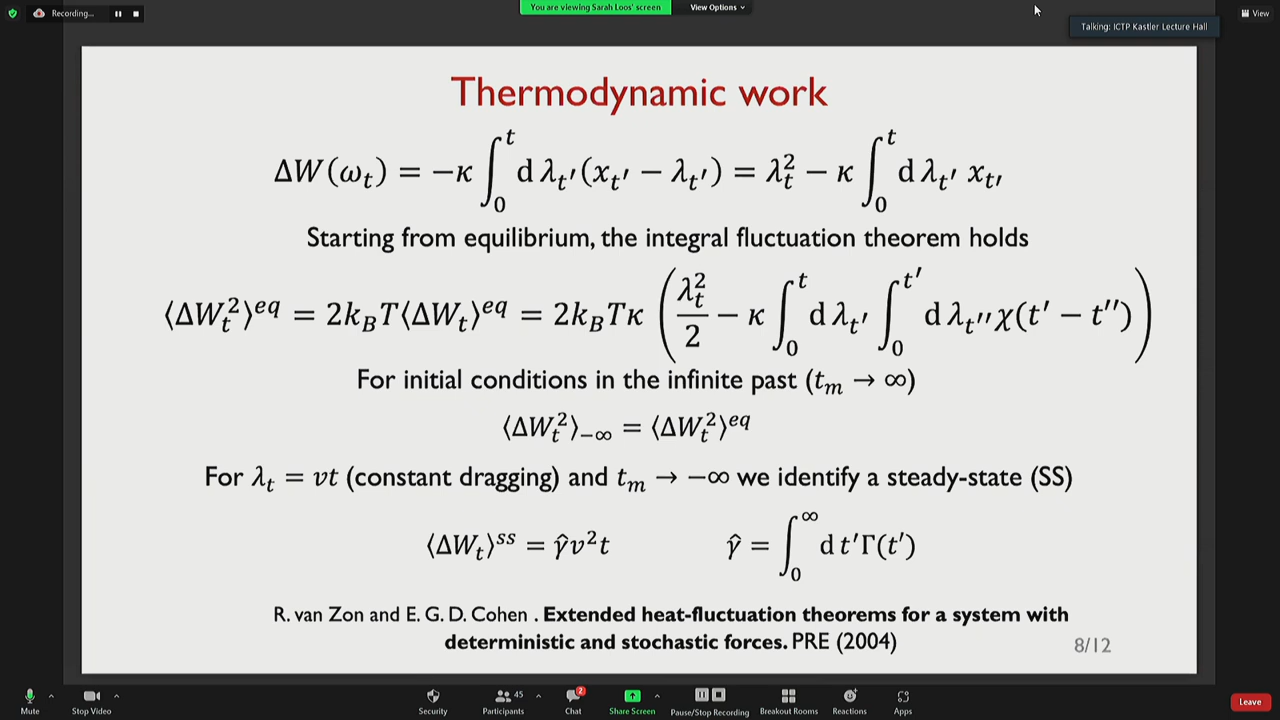 Recording...
You are viewing Sarah Loos' screen
View Options
View
Talking: ICTP Kastler Lecture Hall
Thermodynamic work
ΔW(ω_t) = −κ ∫_0^t dλ_{t′}(x_{t′} − λ_{t′}) = λ_t^2 − κ ∫_0^t dλ_{t′} x_{t′}
Starting from equilibrium, the integral fluctuation theorem holds
⟨ΔW_t^2⟩^{eq} = 2k_BT⟨ΔW_t⟩^{eq} = 2k_BTκ (λ_t^2/2 − κ ∫_0^t dλ_{t′} ∫_0^{t′} dλ_{t′′}χ(t′ − t′′))
For initial conditions in the infinite past (t_m → ∞)
⟨ΔW_t^2⟩_{−∞} = ⟨ΔW_t^2⟩^{eq}
For λ_t = vt (constant dragging) and t_m → −∞ we identify a steady-state (SS)
⟨ΔW_t⟩^{ss} = γ̂v^2t γ̂ = ∫_0^∞ dt′Γ(t′)
R. van Zon and E. G. D. Cohen . Extended heat-fluctuation theorems for a system with
deterministic and stochastic forces. PRE (2004)
8/12
45
2
Mute
Stop Video
Security
Participants
Chat
Share Screen
Pause/Stop Recording
Breakout Rooms
Reactions
Apps
Leave